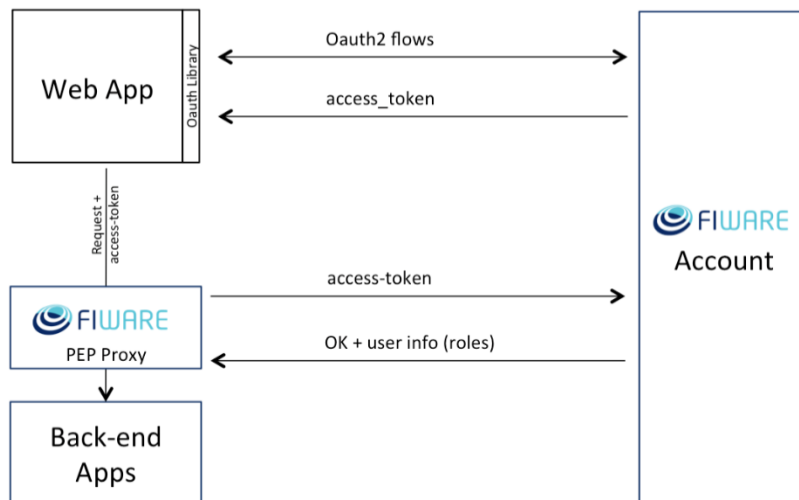 Oauth2 flows
Web App
Oauth Library
access_token
Request +
access-token
FIWARE
Account
access-token
FIWARE
PEP Proxy
OK + user info (roles)
Back-end
Apps